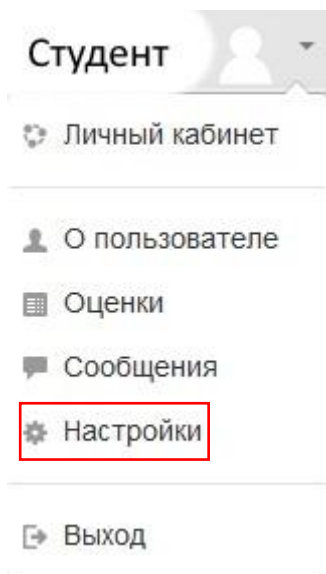 Студент
Личный кабинет
О пользователе
Оценки
Сообщения
Настройки
Выход